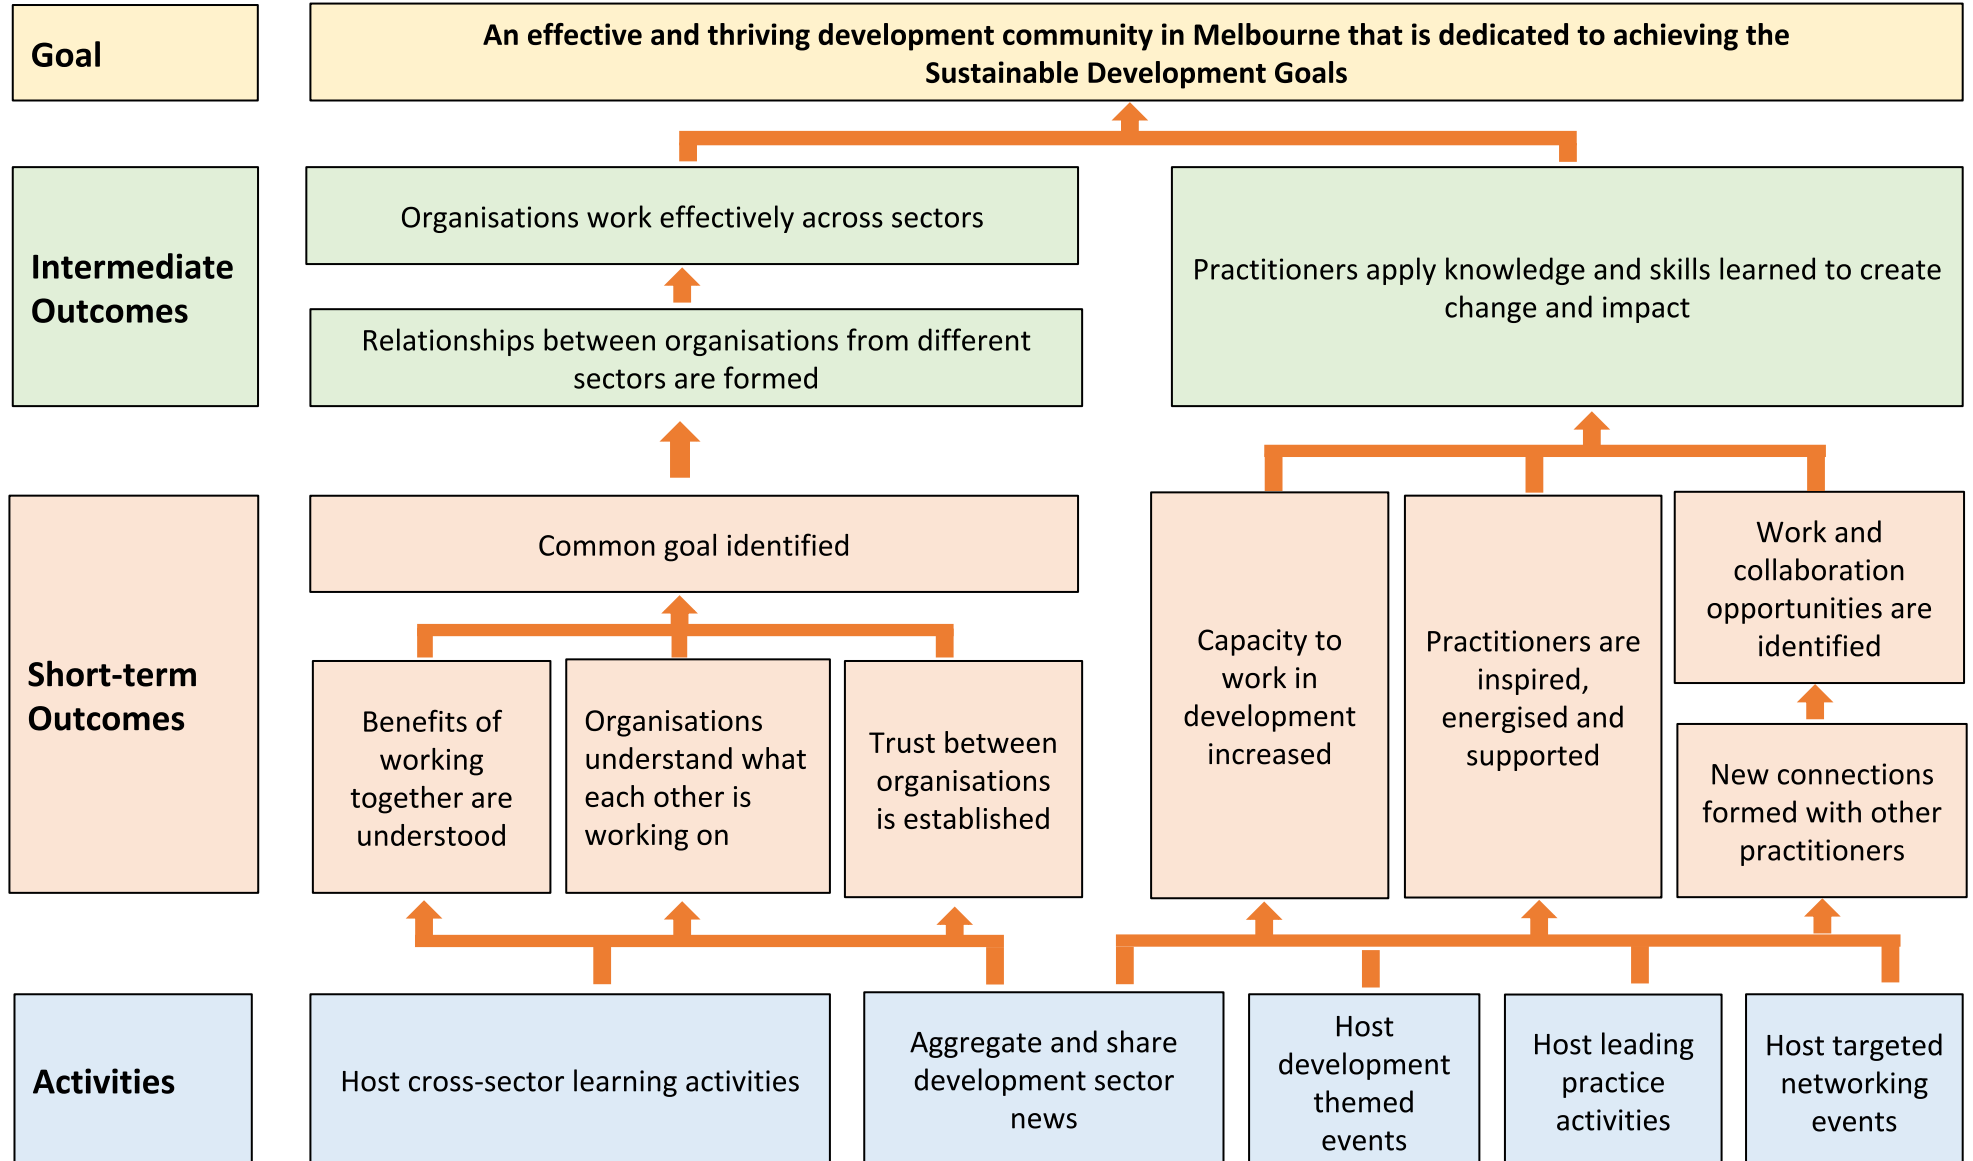 Goal
An effective and thriving development community in Melbourne that is dedicated to achieving the
Sustainable Development Goals
Intermediate
Outcomes
Organisations work effectively across sectors
Relationships between organisations from different
sectors are formed
Practitioners apply knowledge and skills learned to create
change and impact
Short-term
Outcomes
Common goal identified
Benefits of
working
together are
understood
Organisations
understand what
each other is
working on
Trust between
organisations
is established
Capacity to
work in
development
increased
Practitioners are
inspired,
energised and
supported
Work and
collaboration
opportunities are
identified
New connections
formed with other
practitioners
Activities
Host cross-sector learning activities
Aggregate and share
development sector
news
Host
development
themed
events
Host leading
practice
activities
Host targeted
networking
events